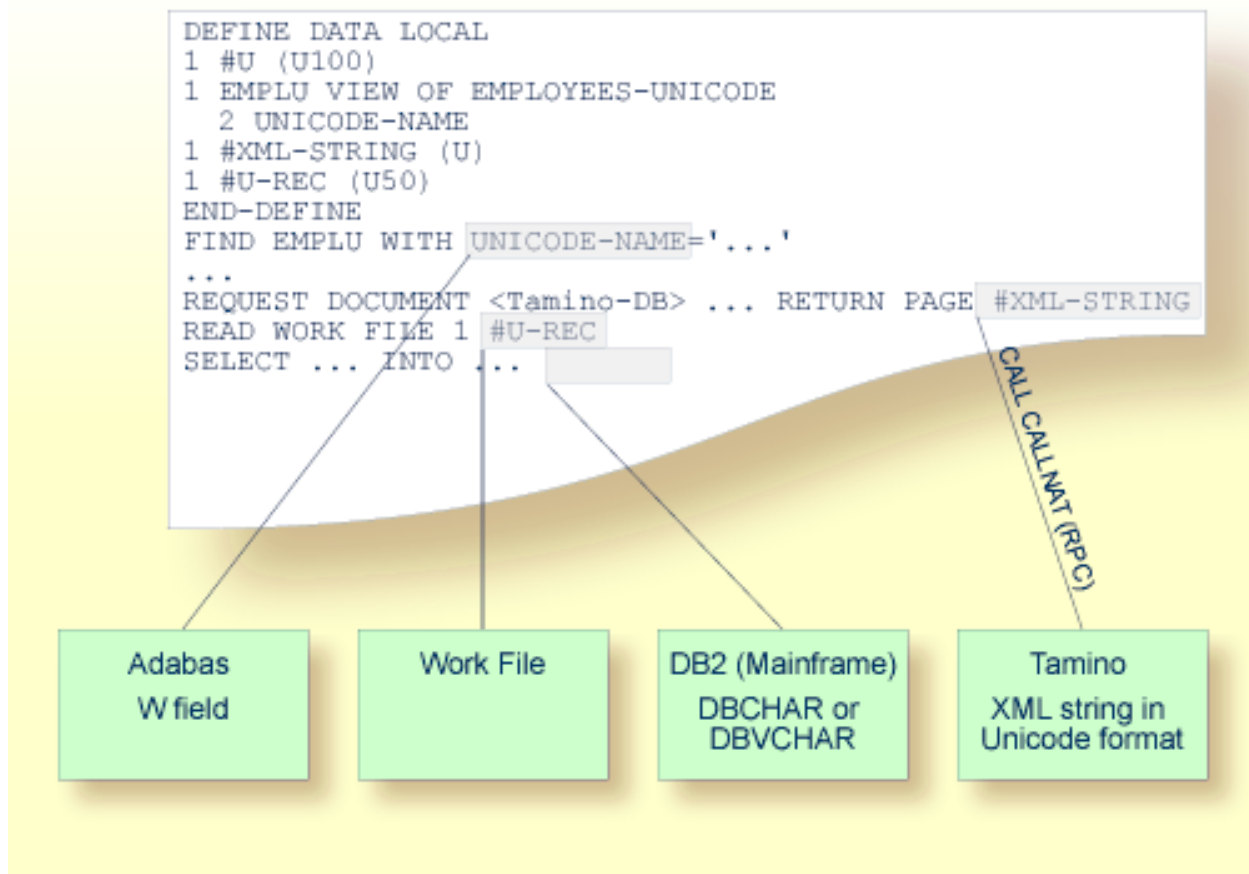 DEFINE DATA LOCAL
1 #U (U100)
1 EMPLU VIEW OF EMPLOYEES-UNICODE
  2 UNICODE-NAME
1 #XML-STRING (U)
1 #U-REC (U50)
END-DEFINE
FIND EMPLU WITH UNICODE-NAME='...'
...
REQUEST DOCUMENT <Tamino-DB> ... RETURN PAGE #XML-STRING
READ WORK FILE 1 #U-REC
SELECT ... INTO ...
CALL CALLNAT (RPC)
Adabas
W field
Work File
DB2 (Mainframe)
DBCHAR or
DBVCHAR
Tamino
XML string in
Unicode format